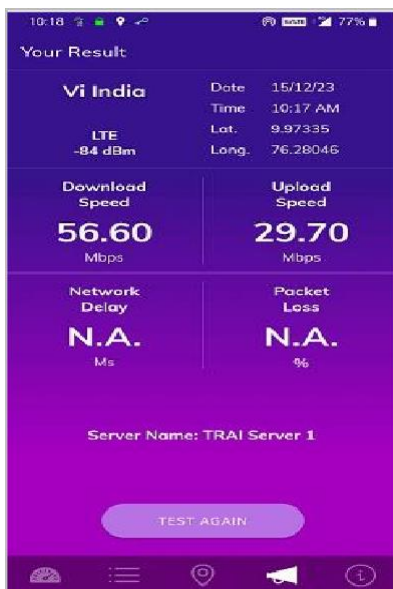 10:18 77%
Your Result
Vi India
LTE
-84 dBm
Date 15/12/23
Time 10:17 AM
Lat. 9.97335
Long. 76.28046
Download
Speed
56.60
Mbps
Upload
Speed
29.70
Mbps
Network
Delay
N.A.
Ms
Packet
Loss
N.A.
%
Server Name: TRAI Server 1
TEST AGAIN